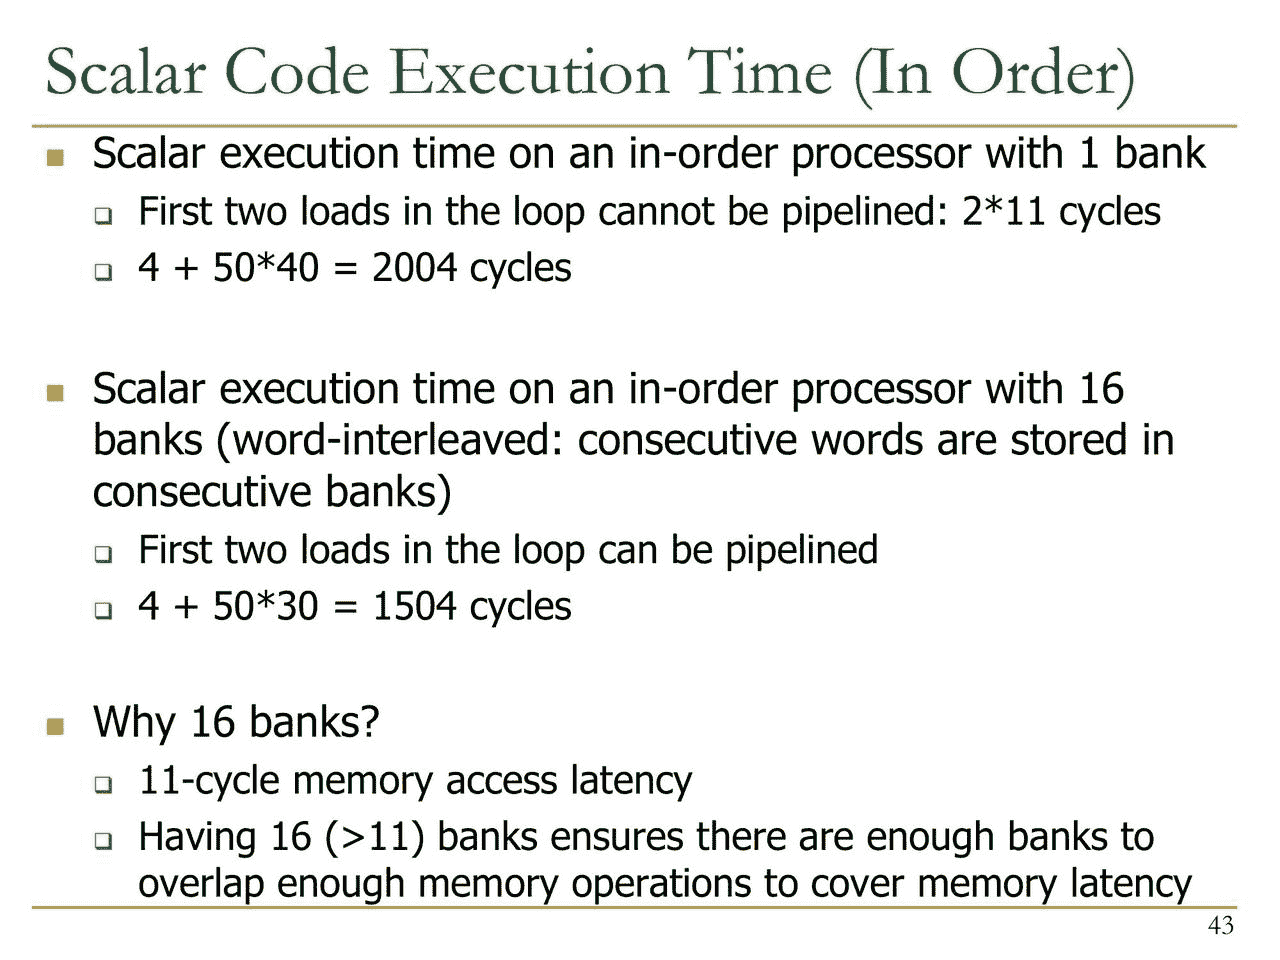 Scalar Code Execution Time (In Order)
Scalar execution time on an in-order processor with 1 bank
First two loads in the loop cannot be pipelined: 2*11 cycles
4 + 50*40 = 2004 cycles
Scalar execution time on an in-order processor with 16
banks (word-interleaved: consecutive words are stored in
consecutive banks)
First two loads in the loop can be pipelined
4 + 50*30 = 1504 cycles
Why 16 banks?
11-cycle memory access latency
Having 16 (>11) banks ensures there are enough banks to
overlap enough memory operations to cover memory latency
43